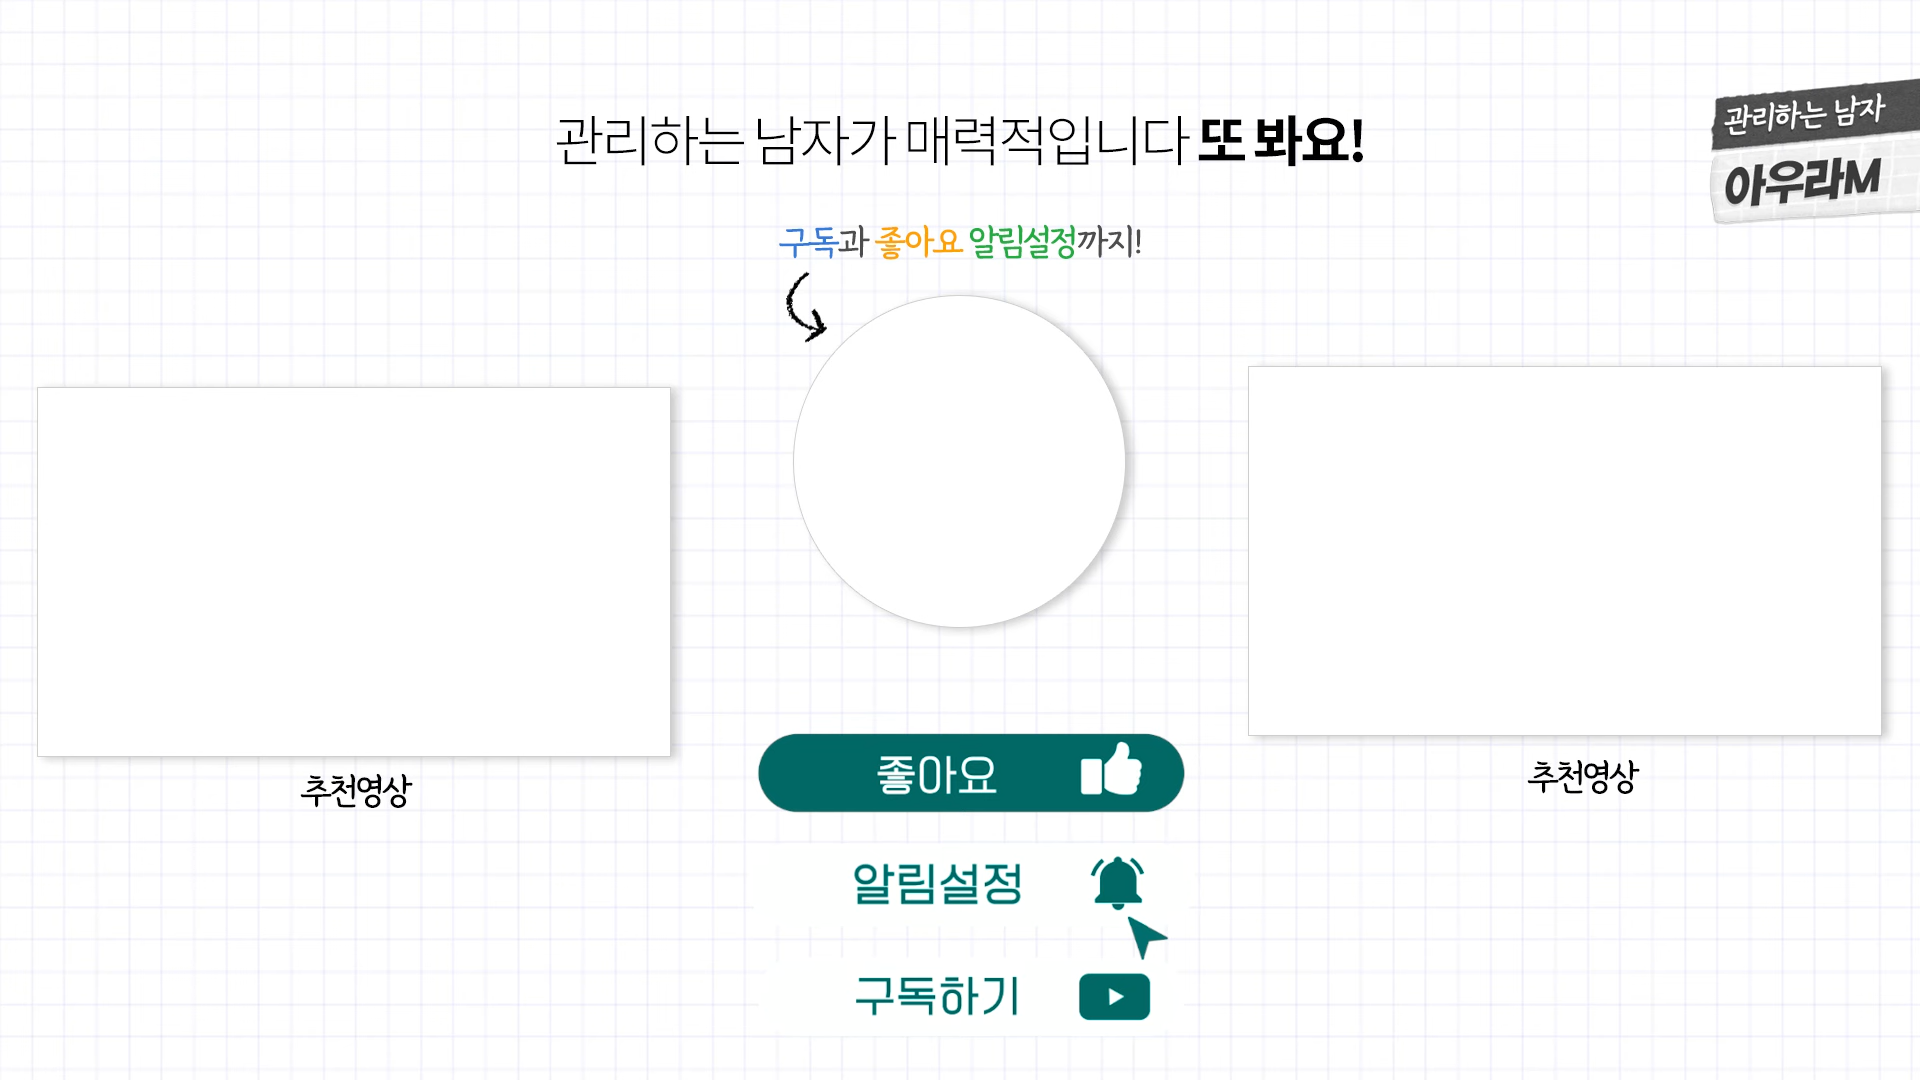 관리하는 남자가 매력적입니다 또 봐요!
관리하는 남자
아우라M
구독과 좋아요 알림설정까지!
추천영상
추천영상
좋아요
알림설정
구독하기